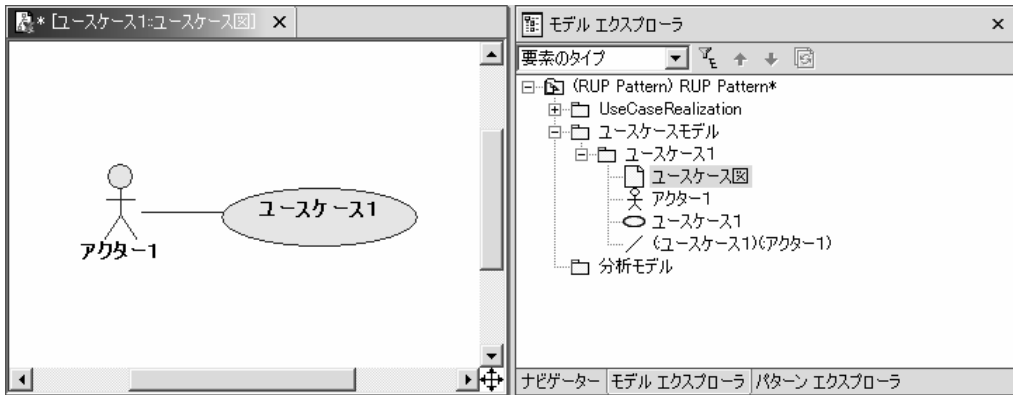 * [ユースケース1::ユースケース図]
アクター1
ユースケース1
モデル エクスプローラ
要素のタイプ
(RUP Pattern) RUP Pattern*
UseCaseRealization
ユースケースモデル
ユースケース1
ユースケース図
アクター1
ユースケース1
(ユースケース1)(アクター1)
分析モデル
ナビゲーター モデル エクスプローラ パターン エクスプローラ